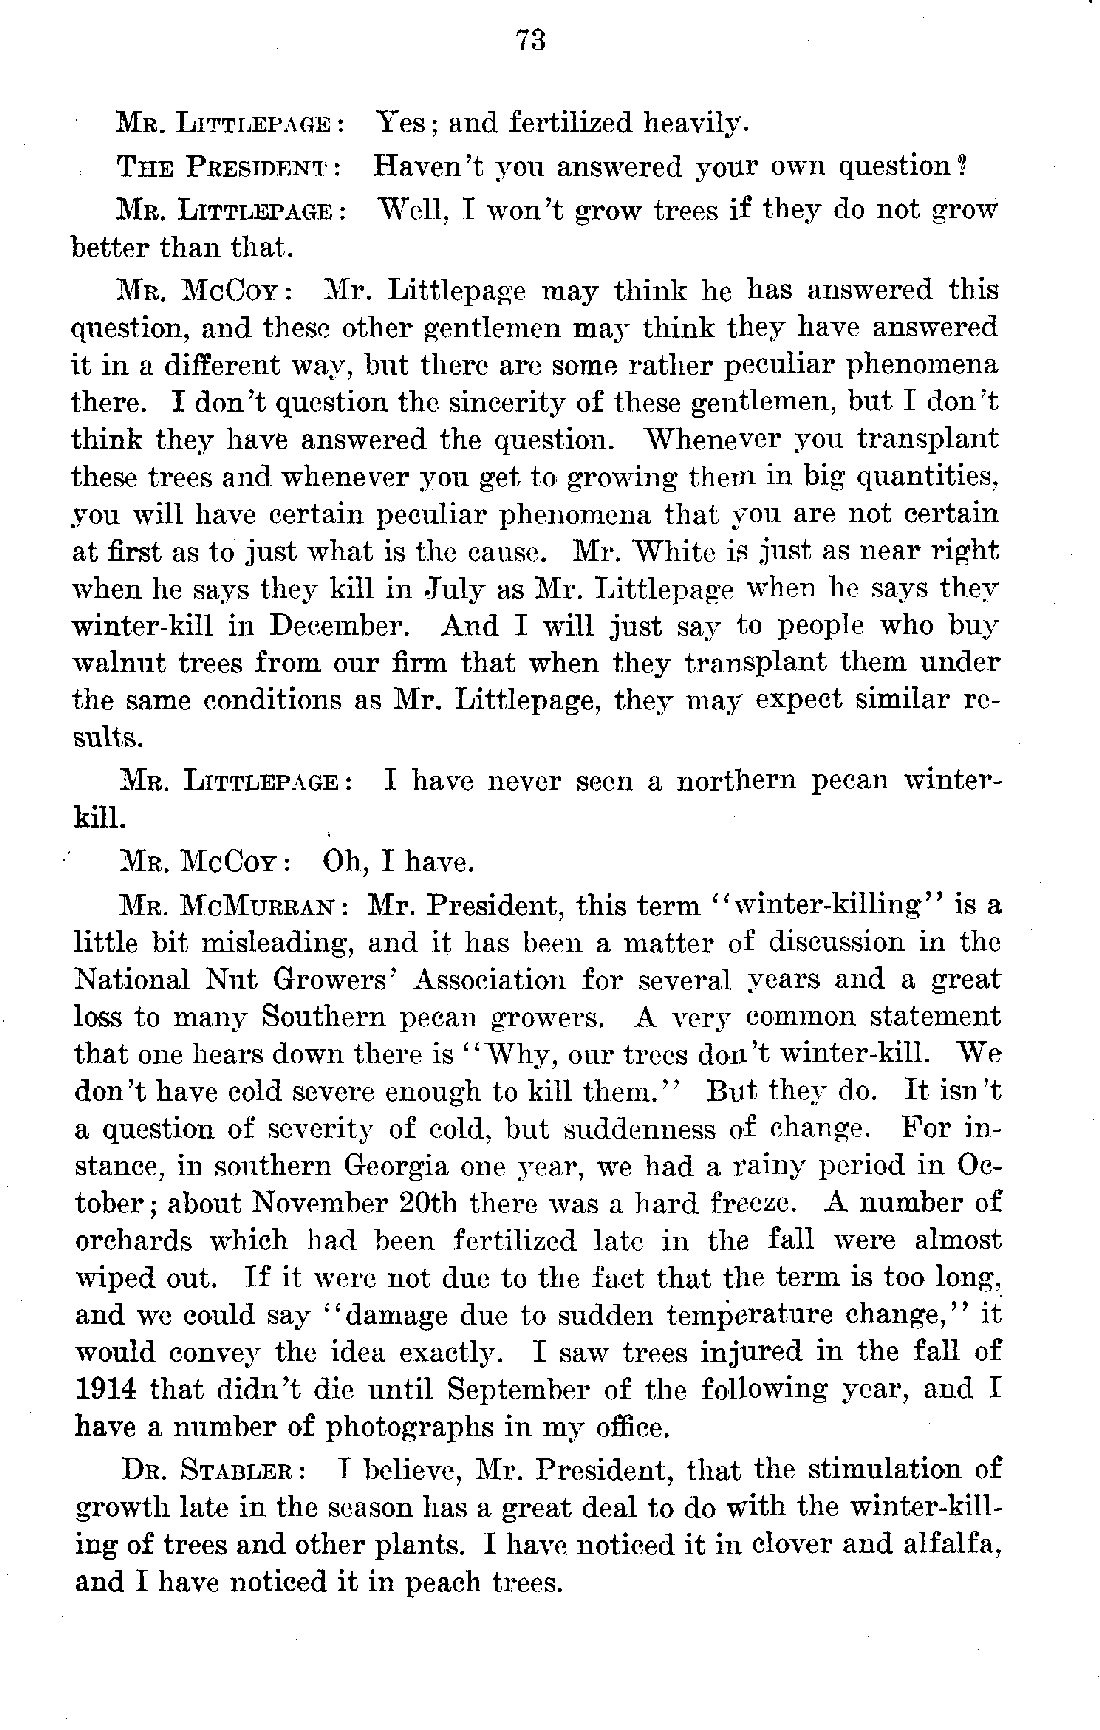 73
MR. LITTLEPAGE: Yes; and fertilized heavily.
THE PRESIDENT: Haven't you answered your own question?
MR. LITTLEPAGE: Well, I won't grow trees if they do not grow
better than that.
MR. MCCOY: Mr. Littlepage may think he has answered this
question, and these other gentlemen may think they have answered
it in a different way, but there are some rather peculiar phenomena
there. I don't question the sincerity of these gentlemen, but I don't
think they have answered the question. Whenever you transplant
these trees and whenever you get to growing them in big quantities,
you will have certain peculiar phenomena that you are not certain
at first as to just what is the cause. Mr. White is just as near right
when he says they kill in July as Mr. Littlepage when he says they
winter-kill in December. And I will just say to people who buy
walnut trees from our firm that when they transplant them under
the same conditions as Mr. Littlepage, they may expect similar re-
sults.
MR. LITTLEPAGE: I have never seen a northern pecan winter-
kill.
MR. MCCOY: Oh, I have.
MR. MCMURRAN: Mr. President, this term "winter-killing" is a
little bit misleading, and it has been a matter of discussion in the
National Nut Growers' Association for several years and a great
loss to many Southern pecan growers. A very common statement
that one hears down there is "Why, our trees don't winter-kill. We
don't have cold severe enough to kill them." But they do. It isn't
a question of severity of cold, but suddenness of change. For in-
stance, in southern Georgia one year, we had a rainy period in Oc-
tober; about November 20th there was a hard freeze. A number of
orchards which had been fertilized late in the fall were almost
wiped out. If it were not due to the fact that the term is too long,
and we could say "damage due to sudden temperature change," it
would convey the idea exactly. I saw trees injured in the fall of
1914 that didn't die until September of the following year, and I
have a number of photographs in my office.
DR. STABLER: I believe, Mr. President, that the stimulation of
growth late in the season has a great deal to do with the winter-kill-
ing of trees and other plants. I have noticed it in clover and alfalfa,
and I have noticed it in peach trees.